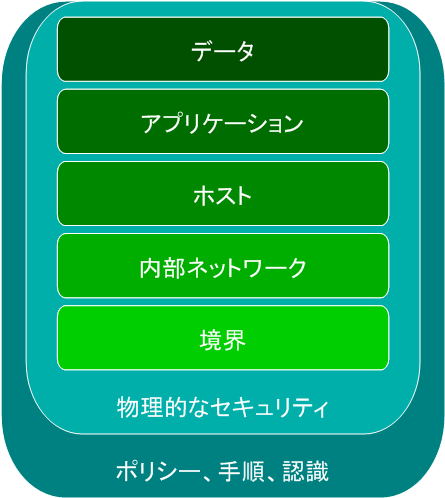 データ
アプリケーション
ホスト
内部ネットワーク
境界
物理的なセキュリティ
ポリシー、手順、認識